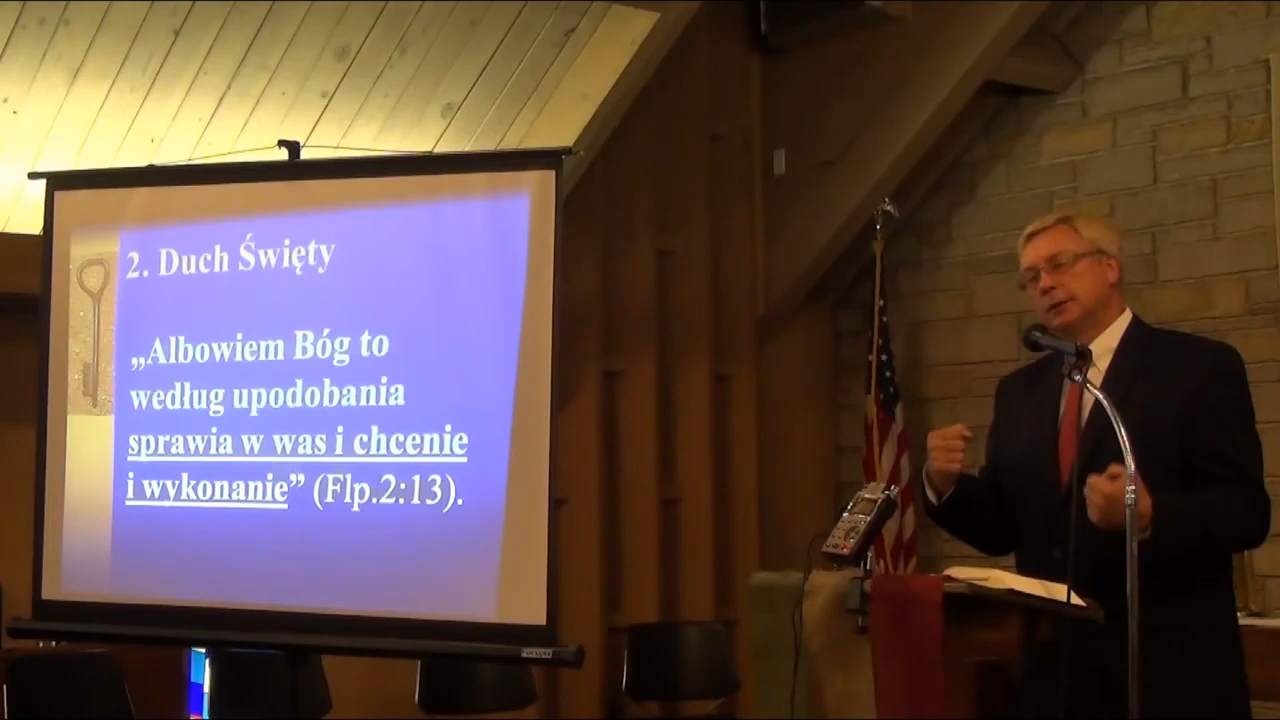 2. Duch Święty
„Albowiem Bóg to
według upodobania
sprawia w was i chcenie
i wykonanie” (Flp.2:13).